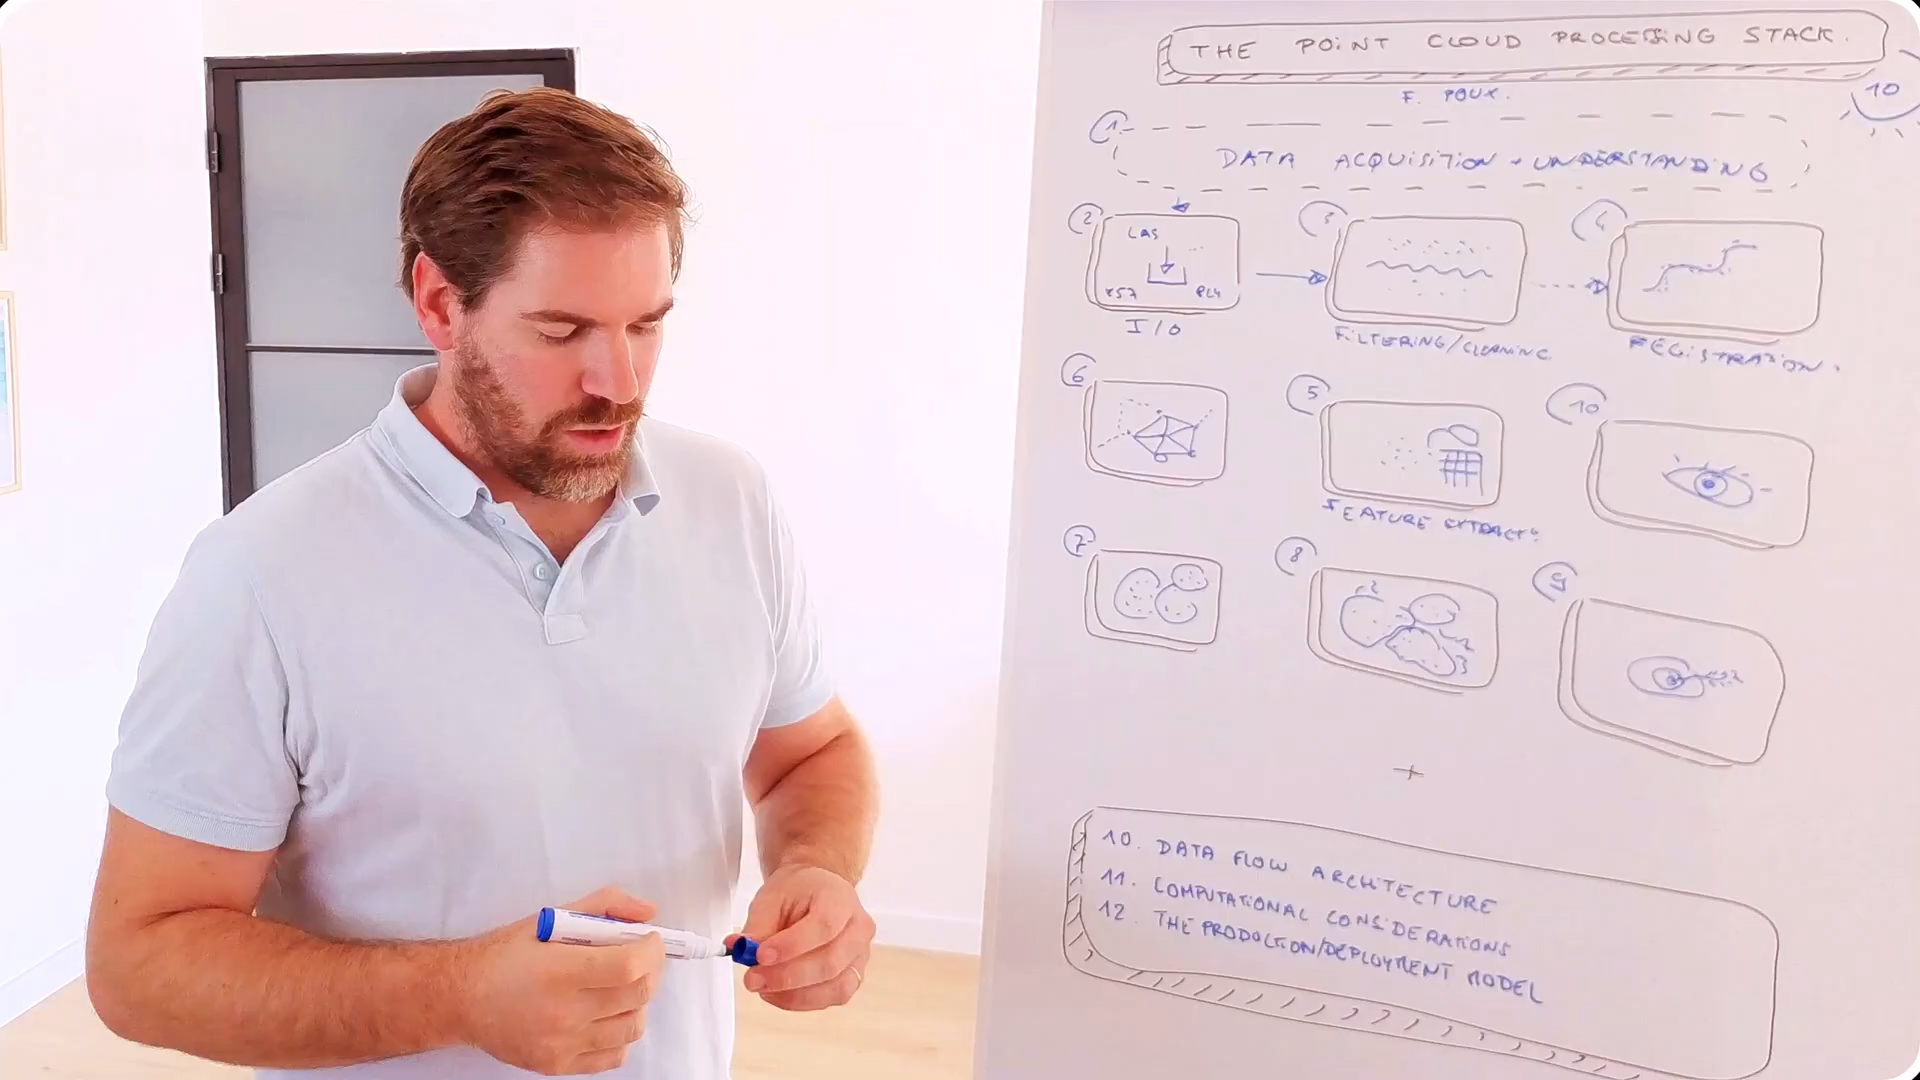 THE POINT CLOUD PROCESSING STACK.
F. POUX.
10
1
DATA ACQUISITION + UNDERSTANDING
2
LAS
E57
PLY
I/O
3
FILTERING/CLEANING
4
REGISTRATION.
6
5
FEATURE EXTRACT°
10
7
8
9
+
10. DATA FLOW ARCHITECTURE
11. COMPUTATIONAL CONSIDERATIONS
12. THE PRODUCTION/DEPLOYMENT MODEL